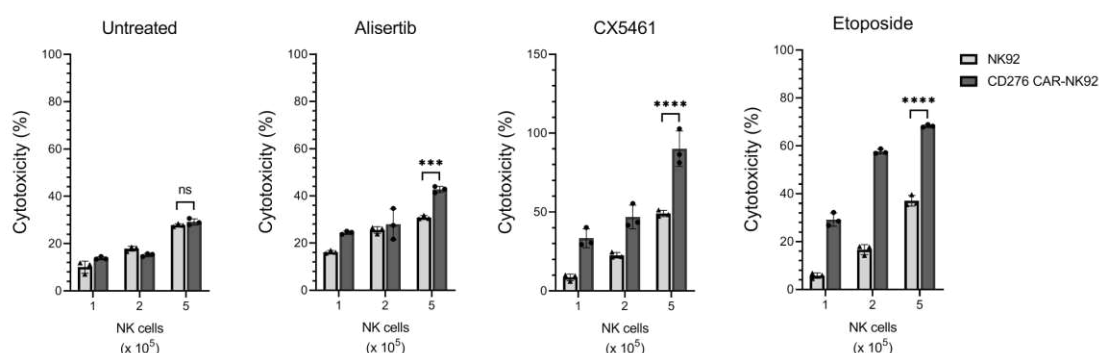 Untreated
Cytotoxicity (%)
100
80
60
40
20
0
ns
1 2 5
NK cells
(x 10⁵)
Alisertib
Cytotoxicity (%)
100
80
60
40
20
0
***
1 2 5
NK cells
(x 10⁵)
CX5461
Cytotoxicity (%)
150
100
50
0
****
1 2 5
NK cells
(x 10⁵)
Etoposide
Cytotoxicity (%)
100
80
60
40
20
0
****
1 2 5
NK cells
(x 10⁵)
NK92
CD276 CAR-NK92